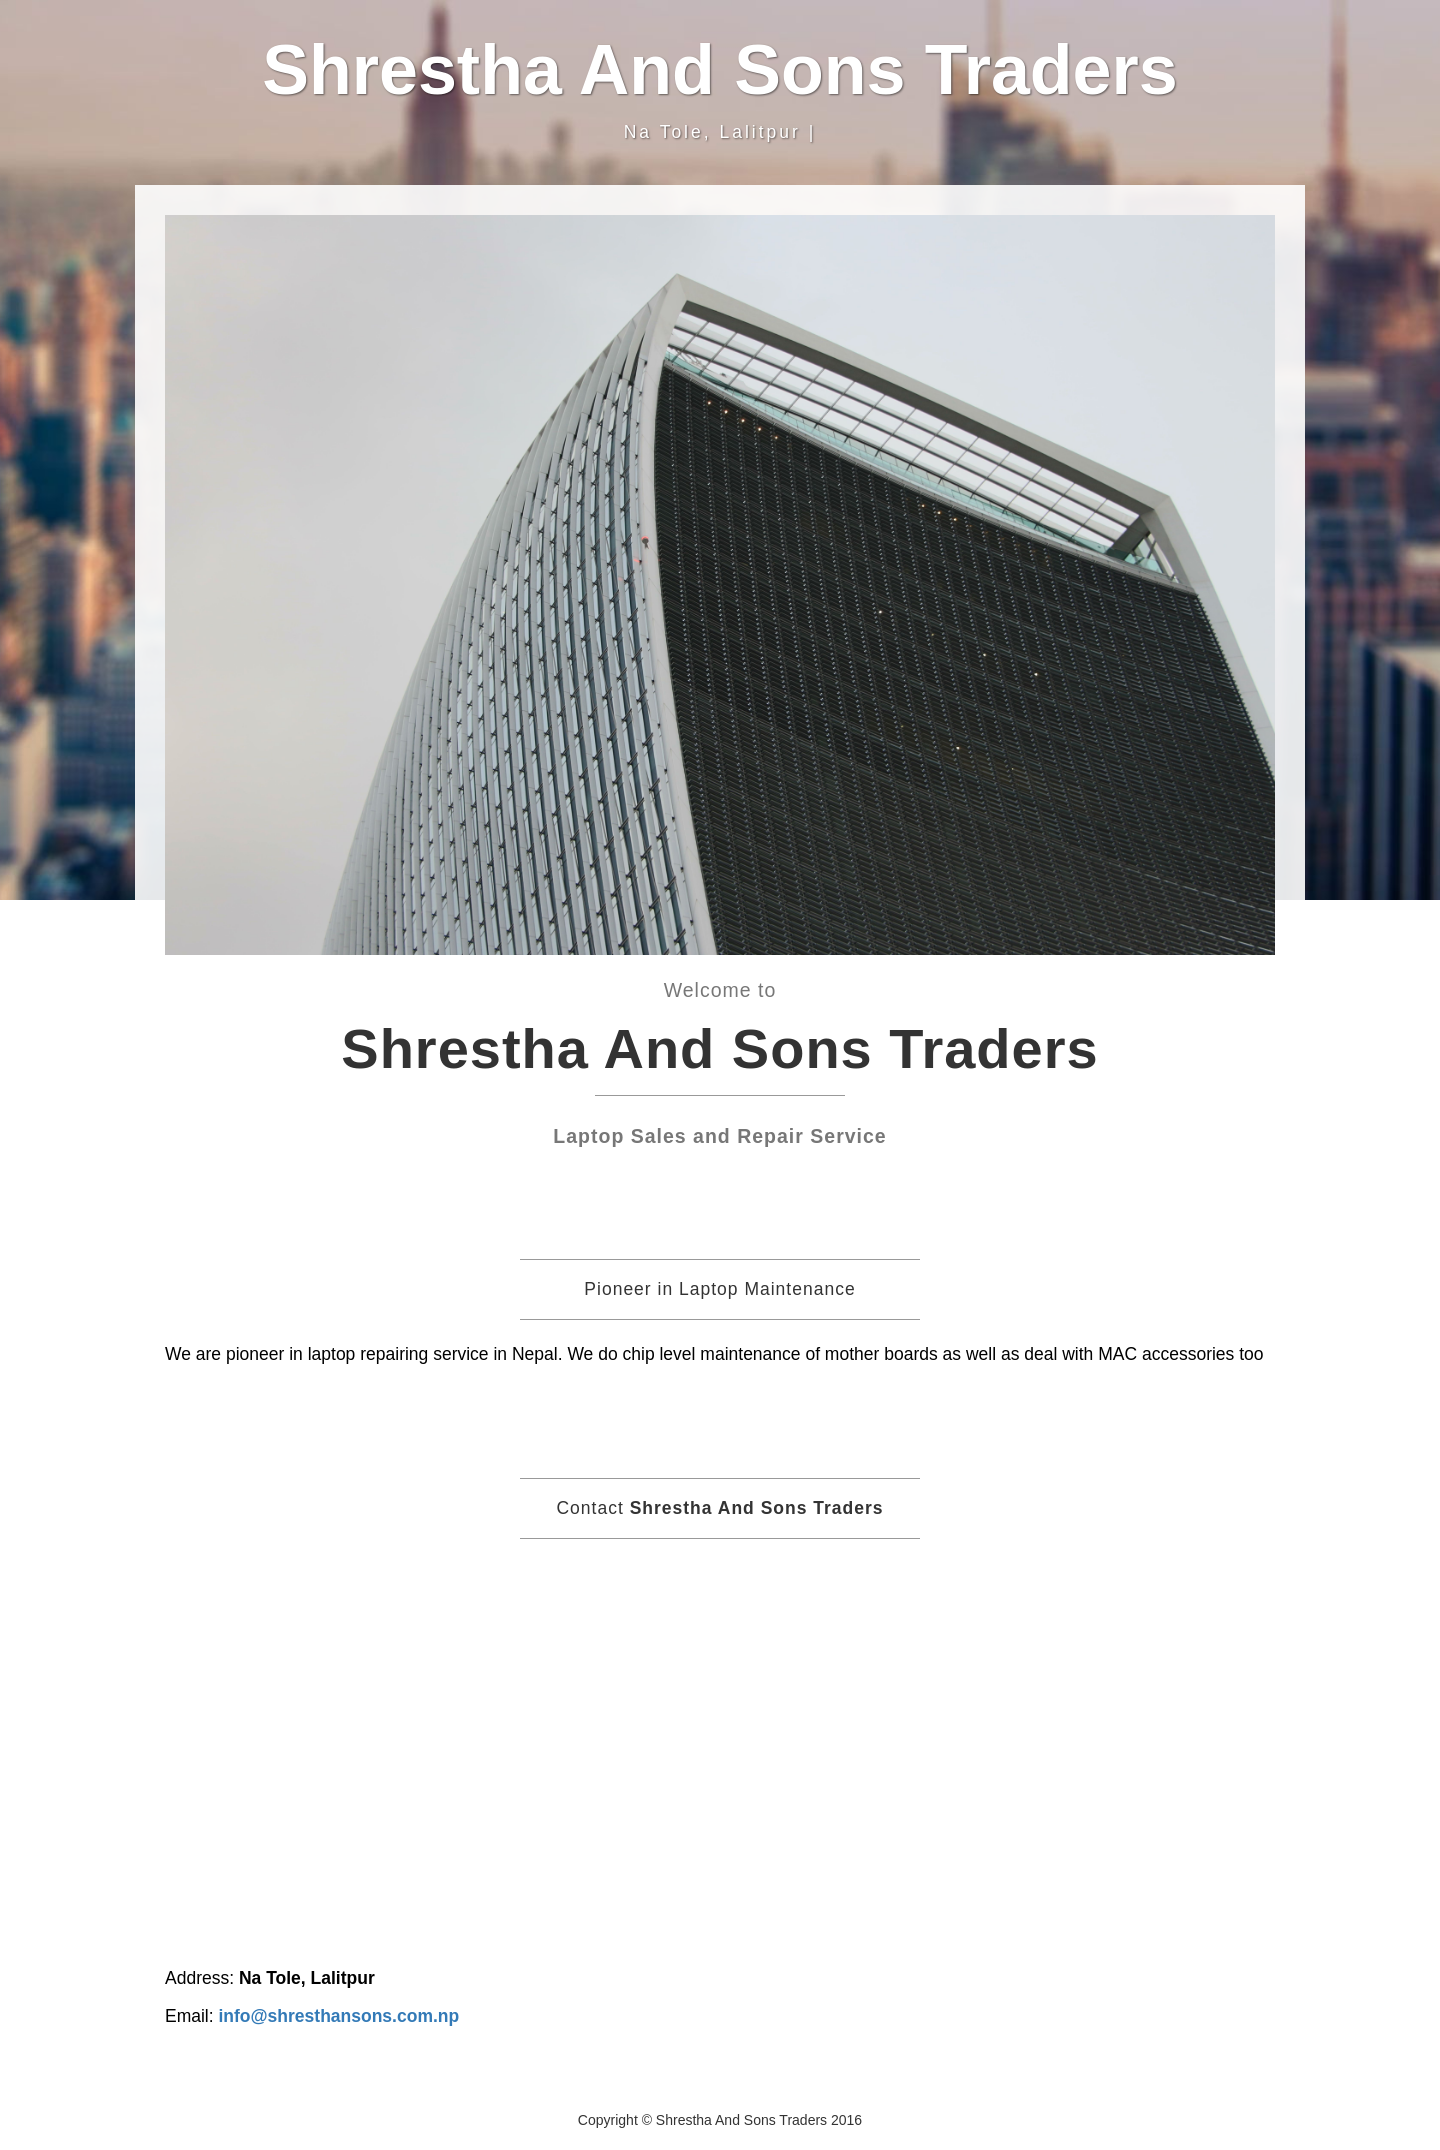 Shrestha And Sons Traders
Na Tole, Lalitpur |
Welcome to
Shrestha And Sons Traders
Laptop Sales and Repair Service
Pioneer in Laptop Maintenance
We are pioneer in laptop repairing service in Nepal. We do chip level maintenance of mother boards as well as deal with MAC accessories too
Contact Shrestha And Sons Traders
Address: Na Tole, Lalitpur
Email: info@shresthansons.com.np
Copyright © Shrestha And Sons Traders 2016